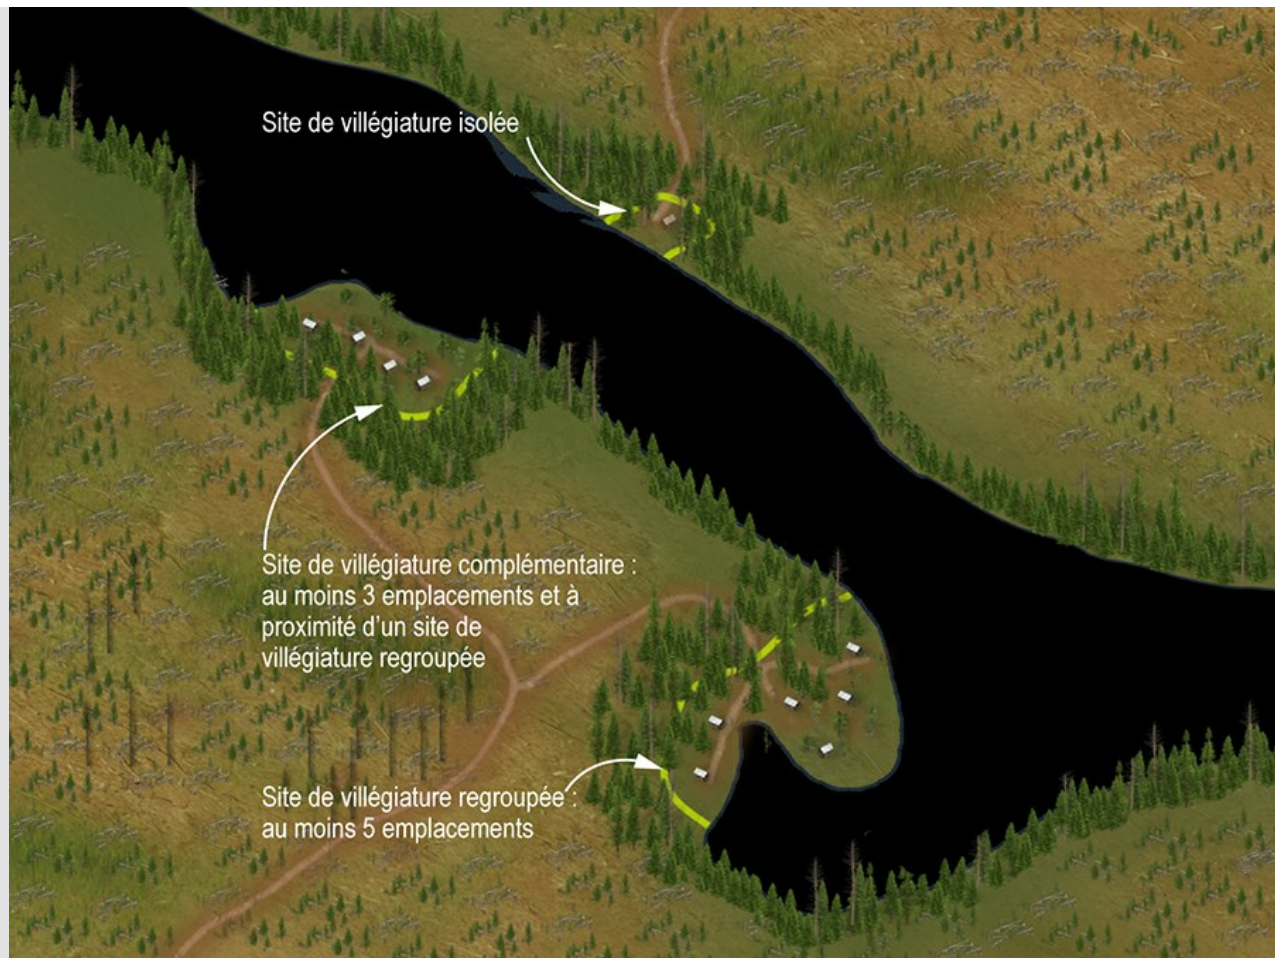 Site de villégiature isolée
Site de villégiature complémentaire :
au moins 3 emplacements et à
proximité d'un site de
villégiature regroupée
Site de villégiature regroupée :
au moins 5 emplacements